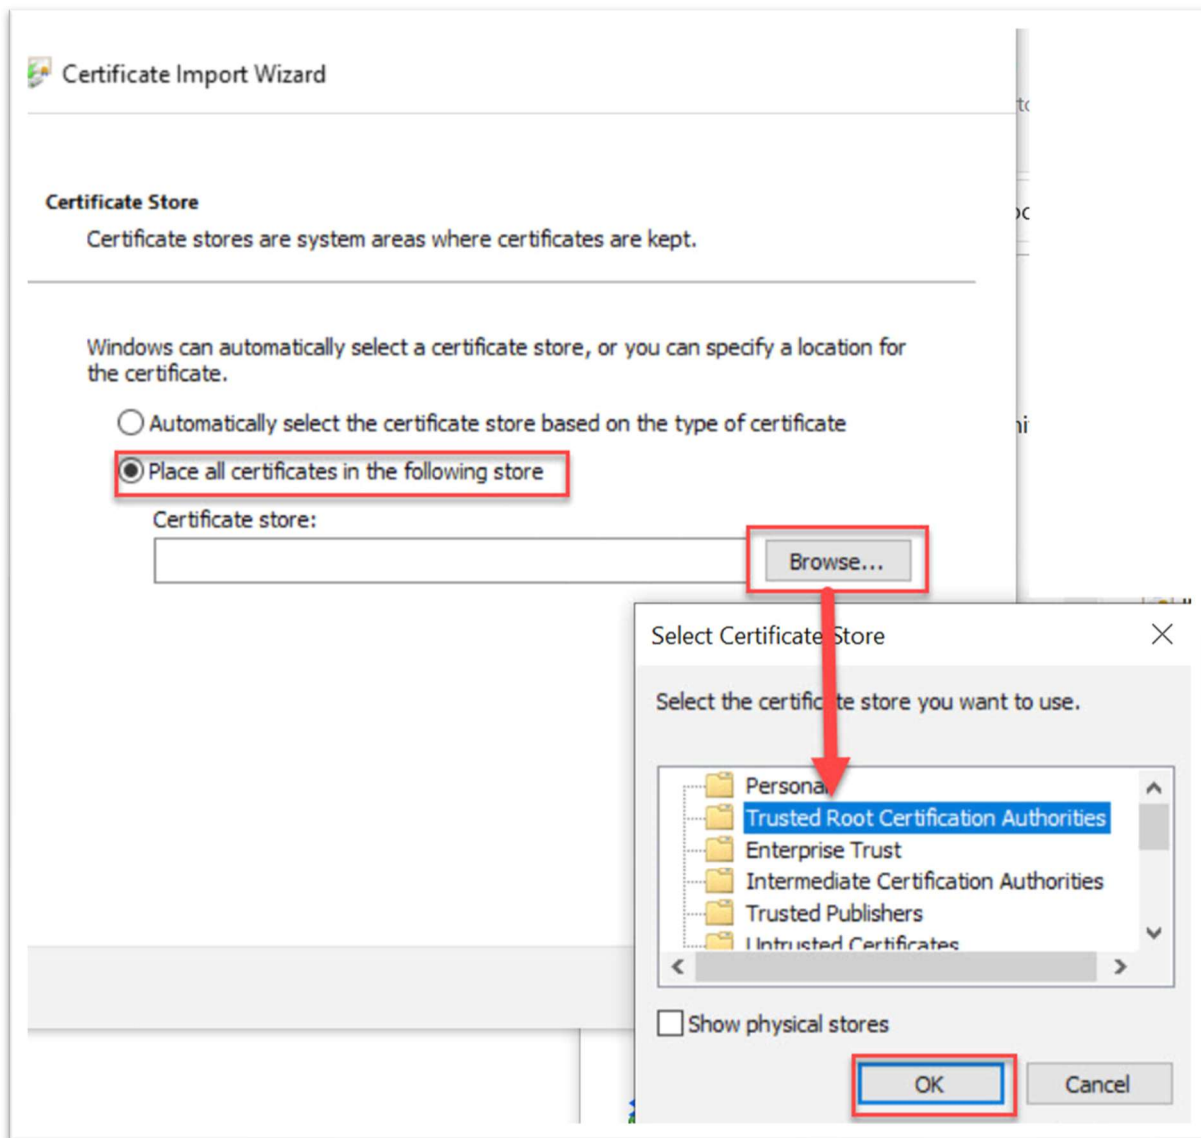 Certificate Import Wizard
Certificate Store
Certificate stores are system areas where certificates are kept.
Windows can automatically select a certificate store, or you can specify a location for
the certificate.
Automatically select the certificate store based on the type of certificate
Place all certificates in the following store
Certificate store:
Browse...
Select Certificate Store
Select the certificate store you want to use.
Personal
Trusted Root Certification Authorities
Enterprise Trust
Intermediate Certification Authorities
Trusted Publishers
Untrusted Certificates
Show physical stores
OK
Cancel